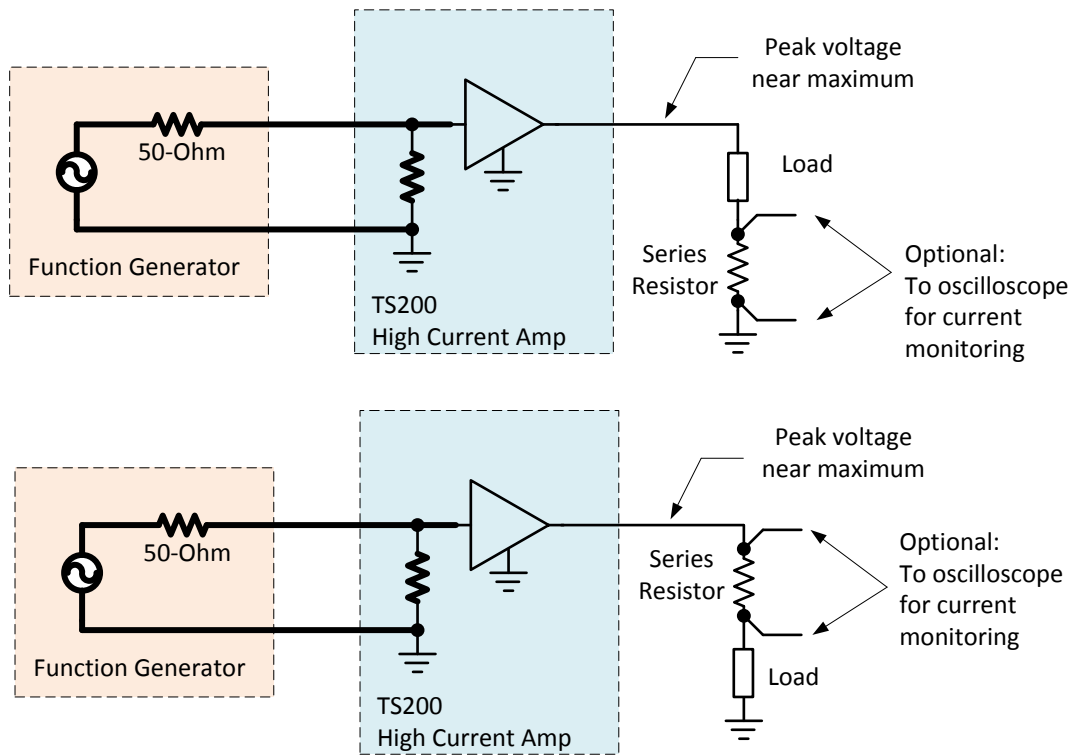 Peak voltage
near maximum
50-Ohm
Load
Function Generator
Series
Resistor
Optional:
To oscilloscope
for current
monitoring
TS200
High Current Amp
Peak voltage
near maximum
50-Ohm
Series
Resistor
Optional:
To oscilloscope
for current
monitoring
Function Generator
Load
TS200
High Current Amp